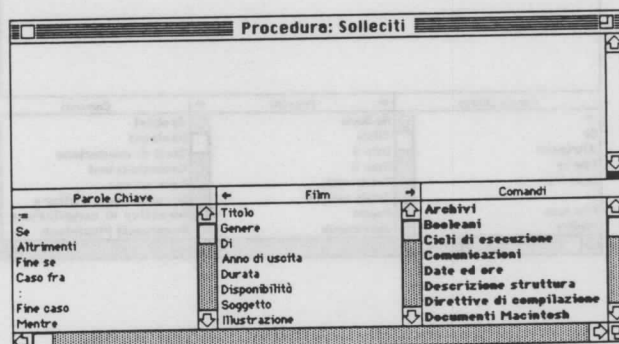 Procedura: Solleciti
Parole Chiave
:=
Se
Altrimenti
Fine se
Caso fra
:
Fine caso
Mentre
← Film →
Titolo
Genere
Di
Anno di uscita
Durata
Disponibilità
Soggetto
Illustrazione
Comandi
Archivi
Booleani
Cicli di esecuzione
Comunicazioni
Date ed ore
Descrizione struttura
Direttive di compilazione
Documenti Macintosh